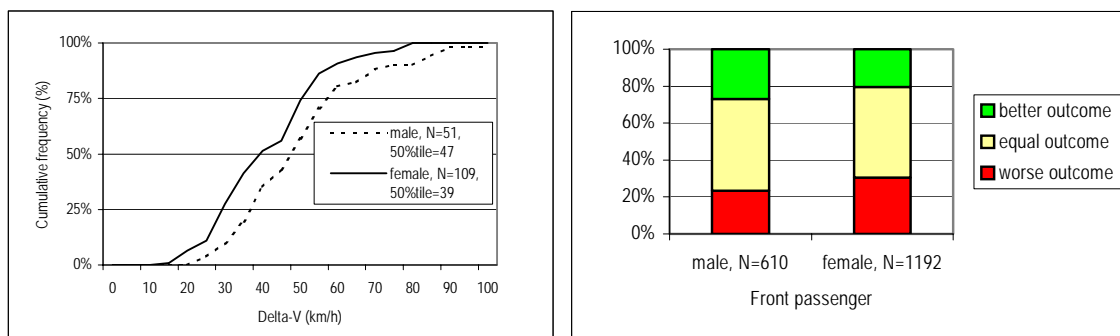 Cumulative frequency (%)
100%
75%
50%
25%
0%
male, N=51,
50%tile=47
female, N=109,
50%tile=39
0 10 20 30 40 50 60 70 80 90 100
Delta-V (km/h)
100%
80%
60%
40%
20%
0%
male, N=610 female, N=1192
Front passenger
better outcome
equal outcome
worse outcome